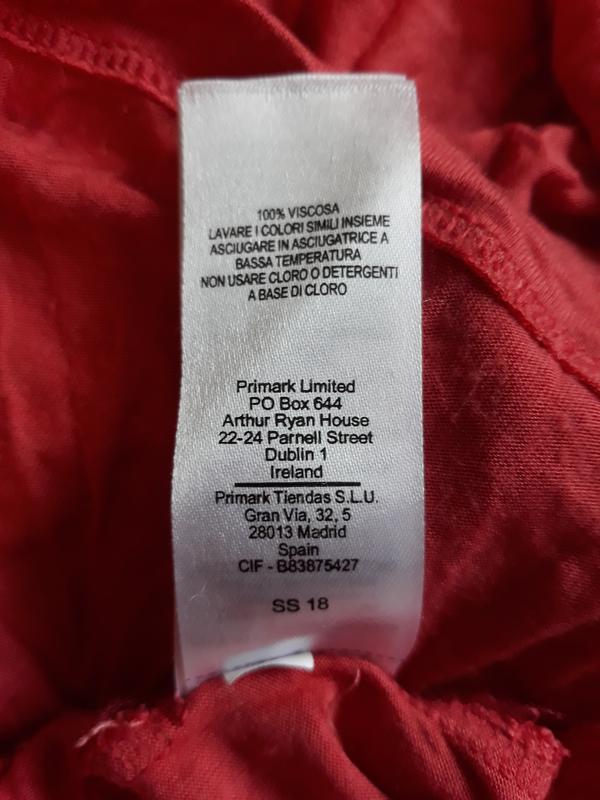 100% VISCOSA
LAVARE I COLORI SIMILI INSIEME
ASCIUGARE IN ASCIUGATRICE A
BASSA TEMPERATURA
NON USARE CLORO O DETERGENTI
A BASE DI CLORO
Primark Limited
PO Box 644
Arthur Ryan House
22-24 Parnell Street
Dublin 1
Ireland
Primark Tiendas S.L.U.
Gran Via, 32, 5
28013 Madrid
Spain
CIF - B83875427
SS 18